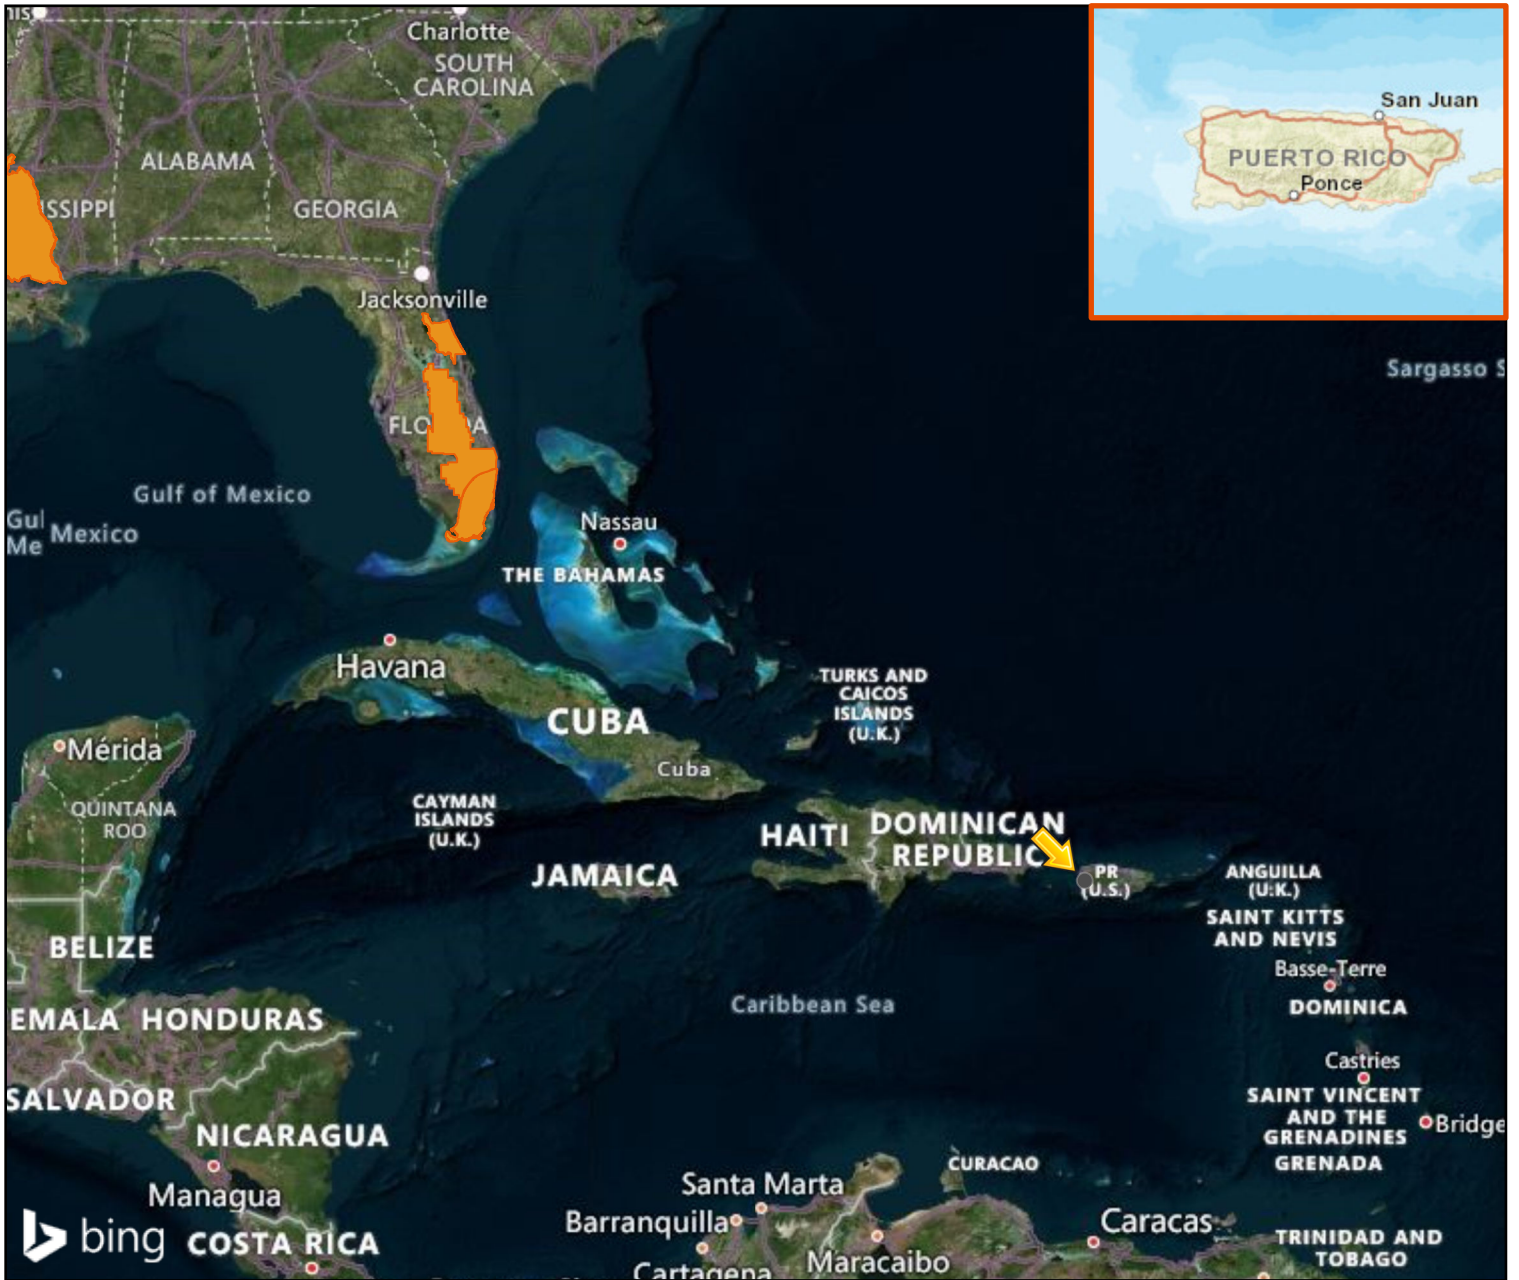 Charlotte
SOUTH
CAROLINA
San Juan
PUERTO RICO
Ponce
ALABAMA
ISSIPPI
GEORGIA
Jacksonville
Sargasso S
FLO DA
Gulf of Mexico
Gul
Me
Mexico
Nassau
THE BAHAMAS
Havana
CUBA
Cuba
TURKS AND
CAICOS
ISLANDS
(U.K.)
Mérida
QUINTANA
ROO
CAYMAN
ISLANDS
(U.K.)
HAITI
DOMINICAN
REPUBLIC
JAMAICA
PR
(U.S.)
ANGUILLA
(U.K.)
SAINT KITTS
AND NEVIS
BELIZE
Basse-Terre
DOMINICA
Caribbean Sea
EMALA
HONDURAS
Castries
SALVADOR
SAINT VINCENT
AND THE
GRENADINES
Bridge
NICARAGUA
GRENADA
CURACAO
Managua
Santa Marta
Barranquilla
Caracas
bing
COSTA RICA
Maracaibo
TRINIDAD AND
TOBAGO
Cartagena